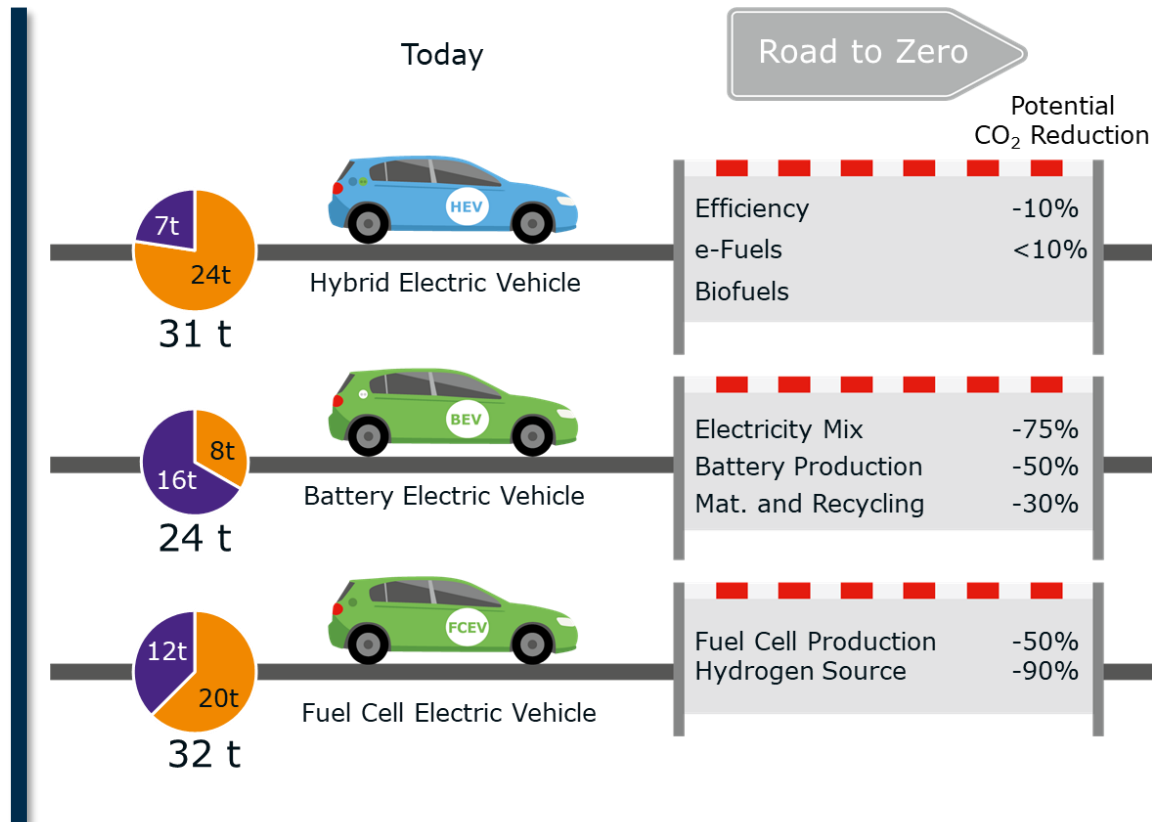 Today
Road to Zero
Potential
CO₂ Reduction
7t
24t
31 t
HEV
Hybrid Electric Vehicle
Efficiency -10%
e-Fuels <10%
Biofuels
8t
16t
24 t
BEV
Battery Electric Vehicle
Electricity Mix -75%
Battery Production -50%
Mat. and Recycling -30%
12t
20t
32 t
FCEV
Fuel Cell Electric Vehicle
Fuel Cell Production -50%
Hydrogen Source -90%